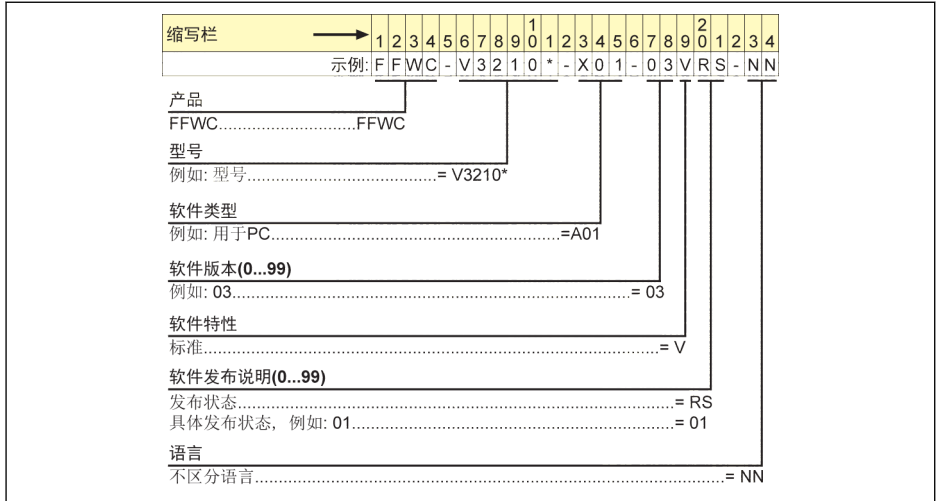 缩写栏 1 2 3 4 5 6 7 8 9 10 1 2 3 4 5 6 7 8 9 20 1 2 3 4
示例: F F W C - V 3 2 1 0 * - X 0 1 - 0 3 V R S - N N
产品
FFWC............................FFWC
型号
例如: 型号.......................................= V3210*
软件类型
例如: 用于PC............................................................=A01
软件版本(0...99)
例如: 03...................................................................................= 03
软件特性
标准..............................................................................................= V
软件发布说明(0...99)
发布状态.........................................................................................= RS
具体发布状态, 例如: 01...................................................................= 01
语言
不区分语言.................................................................................................= NN